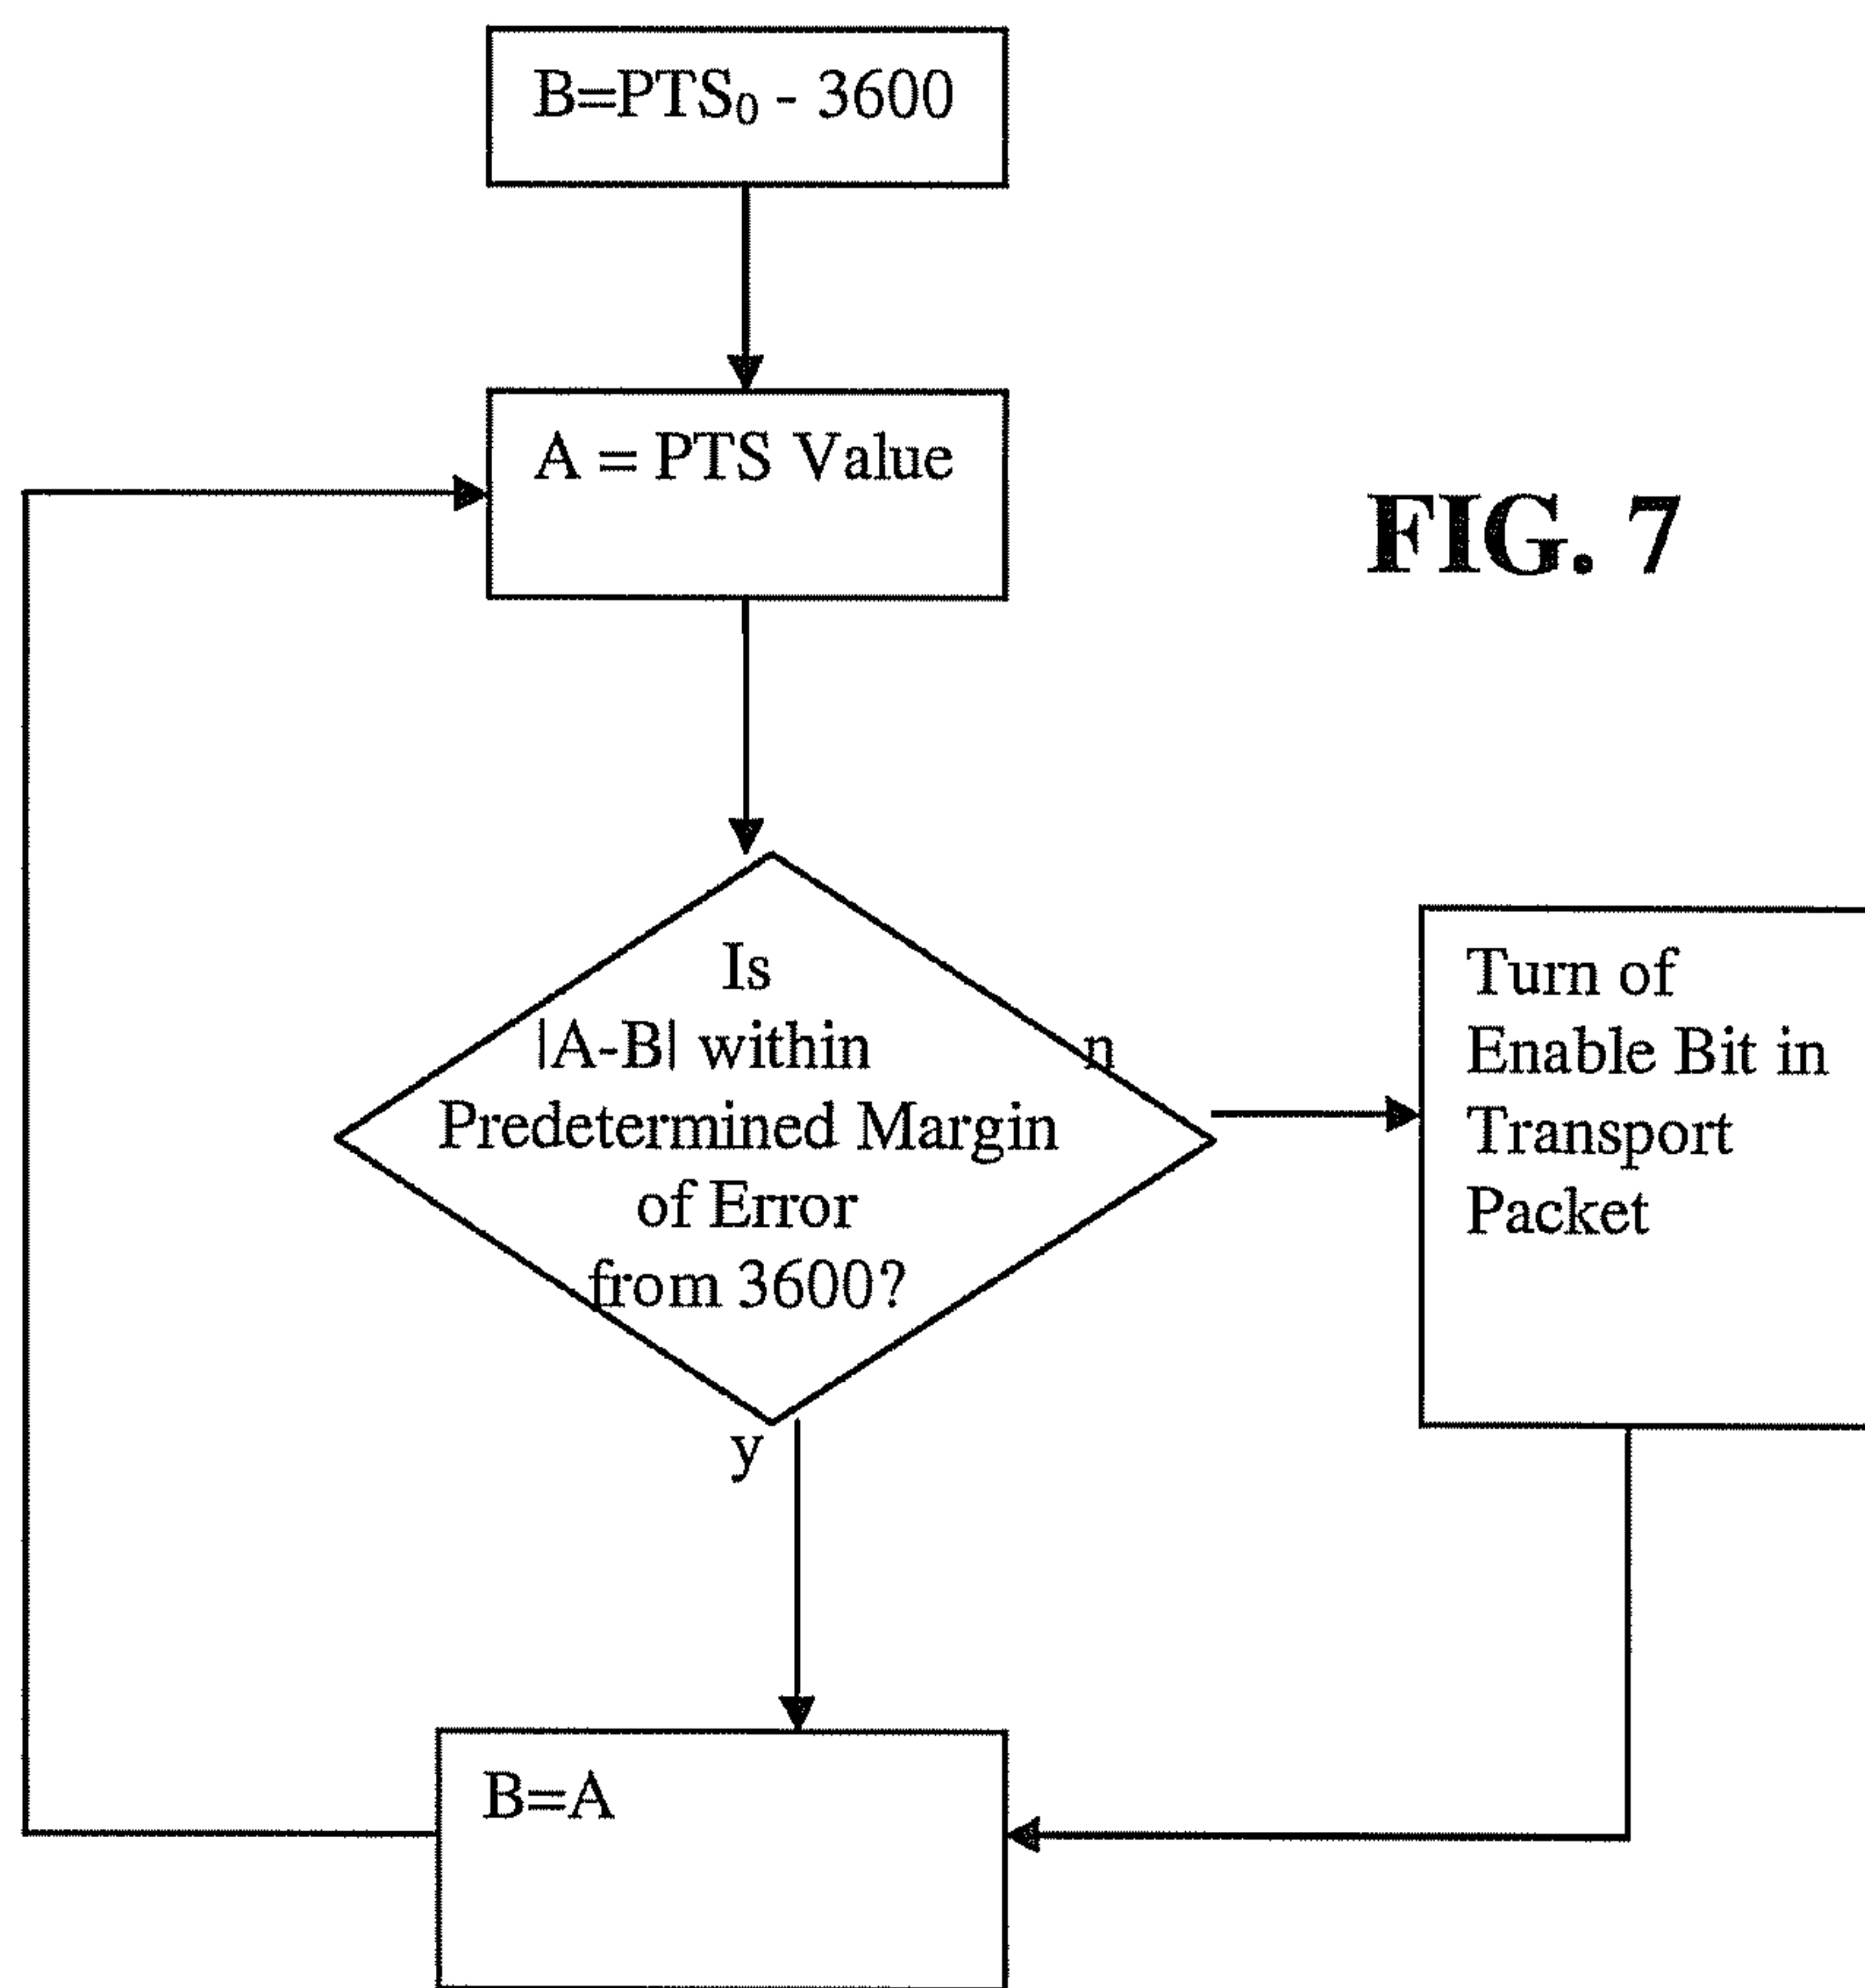 B=PTS₀ - 3600
A = PTS Value
FIG. 7
Is
|A-B| within
Predetermined Margin
of Error
from 3600?
n
Turn of
Enable Bit in
Transport
Packet
y
B=A